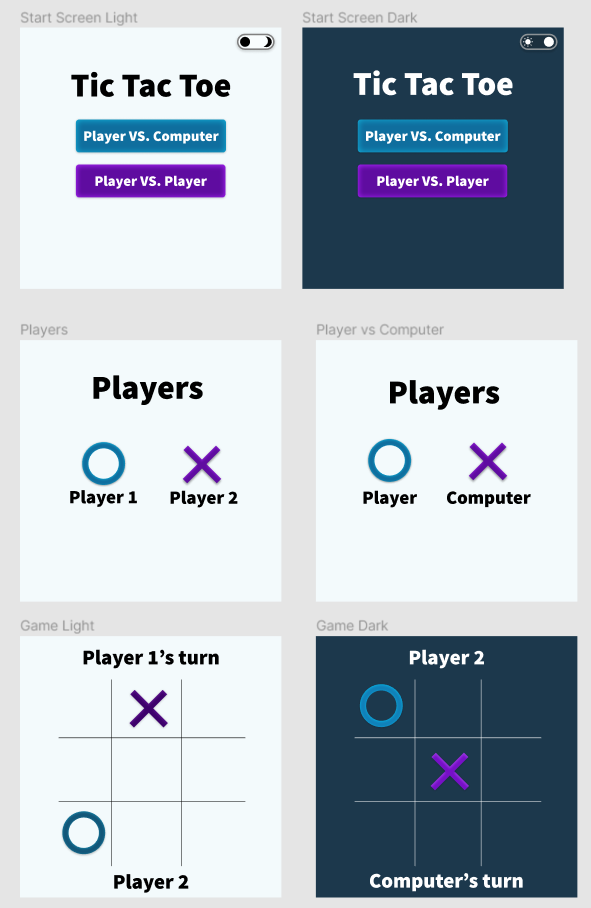 Start Screen Light
Start Screen Dark
Tic Tac Toe
Tic Tac Toe
Player VS. Computer
Player VS. Computer
Player VS. Player
Player VS. Player
Players
Player vs Computer
Players
Players
Player 1
Player 2
Player
Computer
Game Light
Game Dark
Player 1’s turn
Player 2
Player 2
Computer’s turn